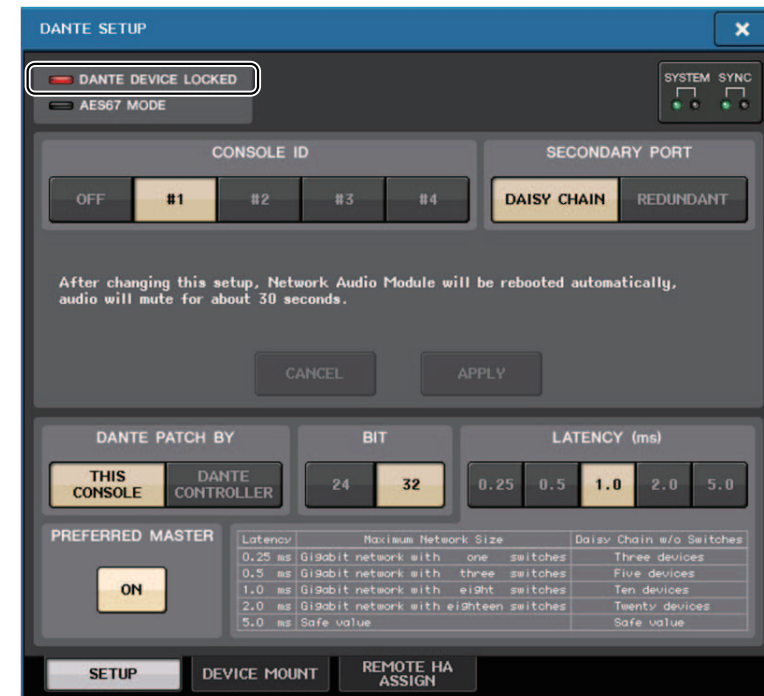 DANTE SETUP
DANTE DEVICE LOCKED
AES67 MODE
SYSTEM SYNC
CONSOLE ID
OFF #1 #2 #3 #4
SECONDARY PORT
DAISY CHAIN REDUNDANT
After changing this setup, Network Audio Module will be rebooted automatically,
audio will mute for about 30 seconds.
CANCEL APPLY
DANTE PATCH BY
THIS CONSOLE DANTE CONTROLLER
BIT
24 32
LATENCY (ms)
0.25 0.5 1.0 2.0 5.0
PREFERRED MASTER
ON
Latency Maximum Network Size Daisy Chain w/o Switches
0.25 ms Gigabit network with one switches Three devices
0.5 ms Gigabit network with three switches Five devices
1.0 ms Gigabit network with eight switches Ten devices
2.0 ms Gigabit network with eighteen switches Twenty devices
5.0 ms Safe value Safe value
SETUP DEVICE MOUNT REMOTE HA ASSIGN